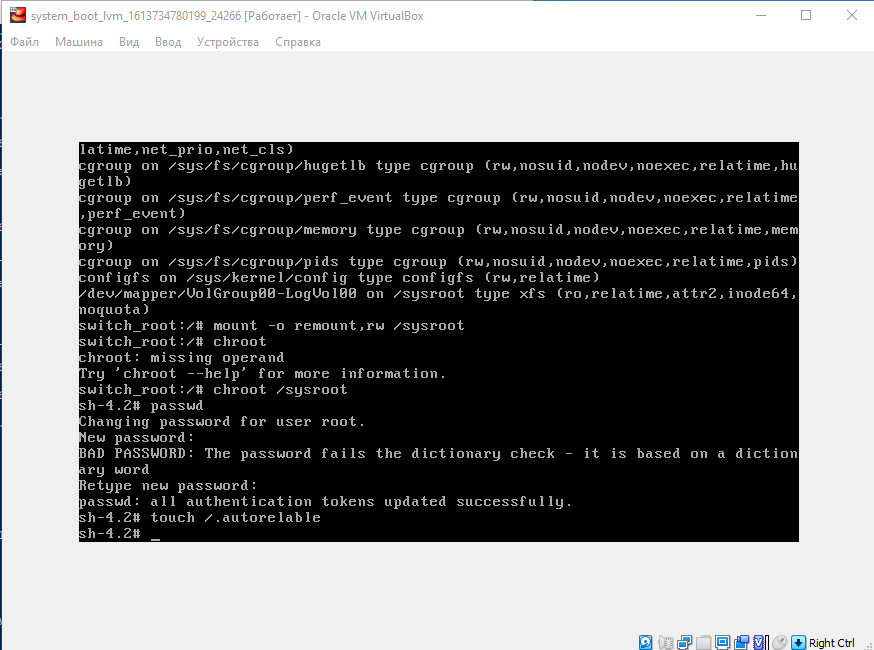 system_boot_lvm_1613734780199_24266 [Работает] - Oracle VM VirtualBox
Файл Машина Вид Ввод Устройства Справка
latime,net_prio,net_cls)
cgroup on /sys/fs/cgroup/hugetlb type cgroup (rw,nosuid,nodev,noexec,relatime,hu
getlb)
cgroup on /sys/fs/cgroup/perf_event type cgroup (rw,nosuid,nodev,noexec,relatime
,perf_event)
cgroup on /sys/fs/cgroup/memory type cgroup (rw,nosuid,nodev,noexec,relatime,mem
ory)
cgroup on /sys/fs/cgroup/pids type cgroup (rw,nosuid,nodev,noexec,relatime,pids)
configfs on /sys/kernel/config type configfs (rw,relatime)
/dev/mapper/VolGroup00-LogVol00 on /sysroot type xfs (ro,relatime,attr2,inode64,
noquota)
switch_root:/# mount -o remount,rw /sysroot
switch_root:/# chroot
chroot: missing operand
Try 'chroot --help' for more information.
switch_root:/# chroot /sysroot
sh-4.2# passwd
Changing password for user root.
New password:
BAD PASSWORD: The password fails the dictionary check - it is based on a diction
ary word
Retype new password:
passwd: all authentication tokens updated successfully.
sh-4.2# touch /.autorelable
sh-4.2# _
Right Ctrl